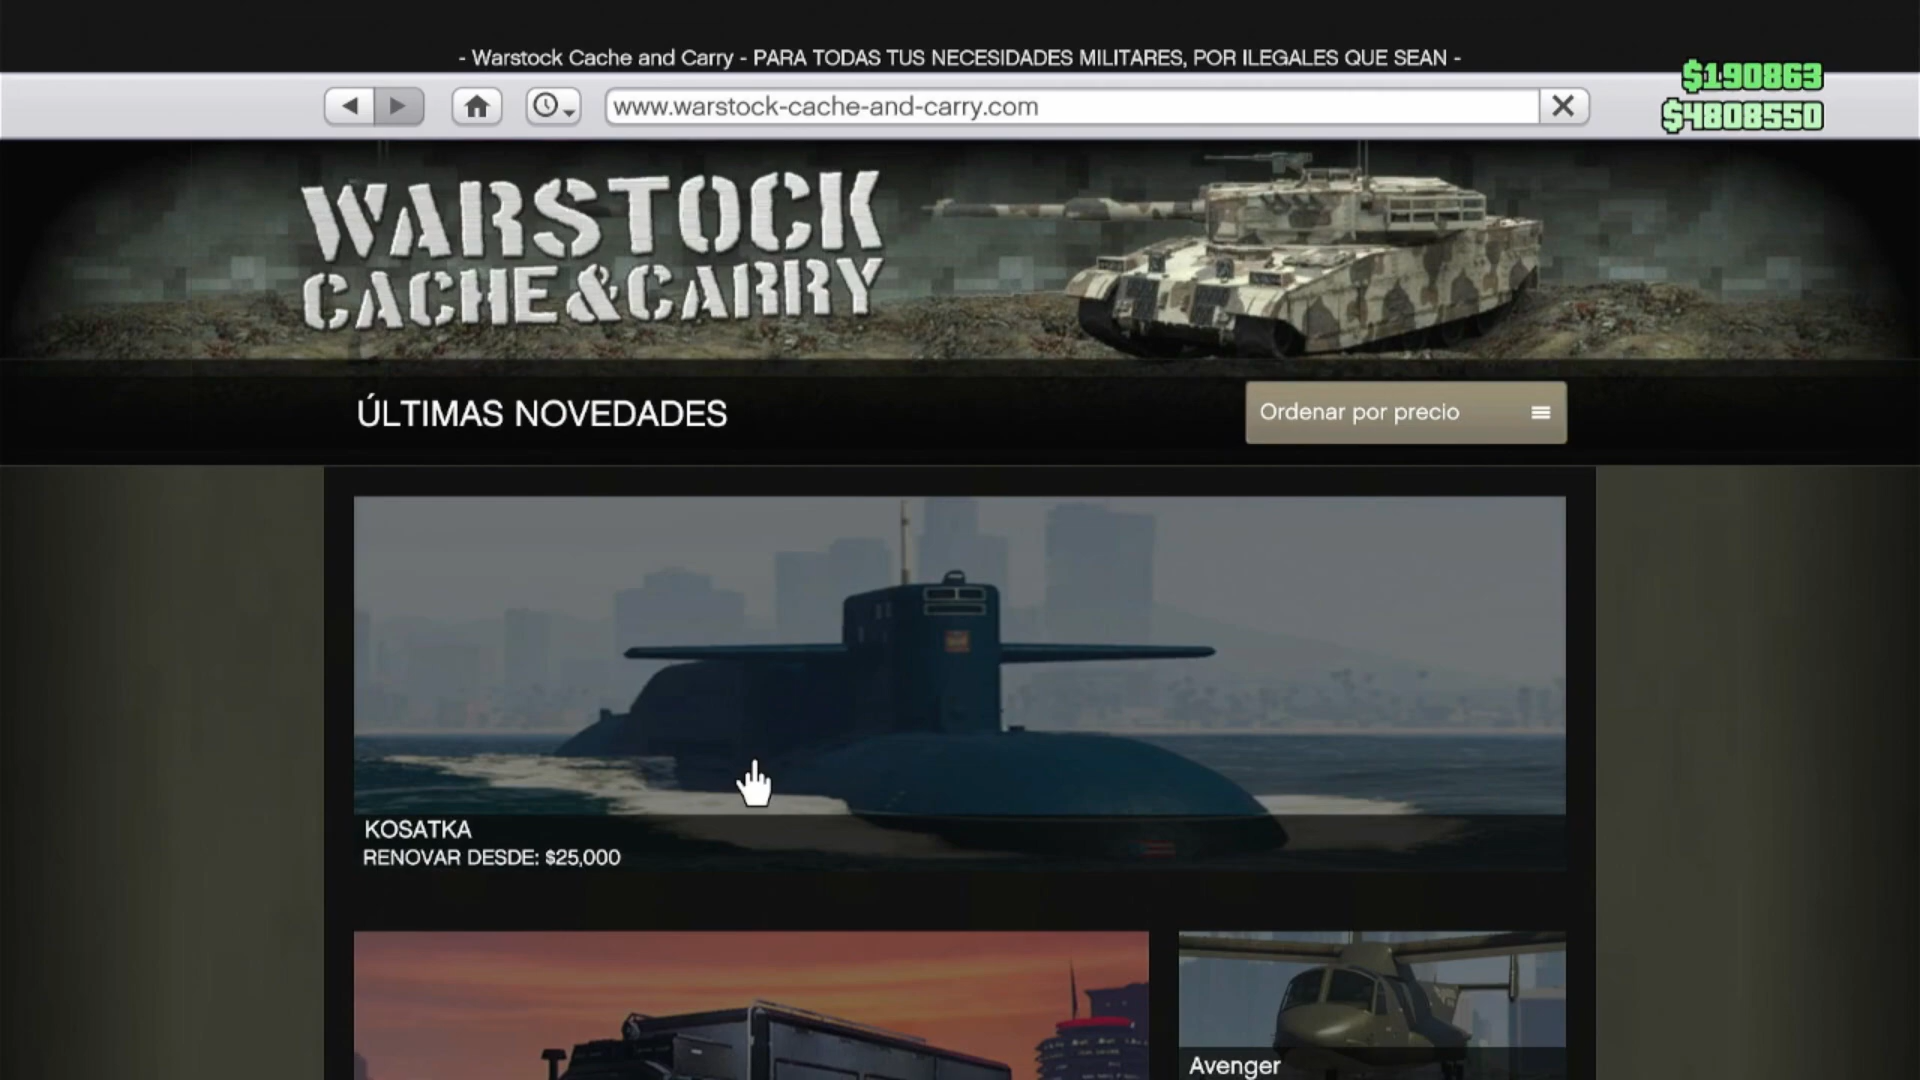 - Warstock Cache and Carry - PARA TODAS TUS NECESIDADES MILITARES, POR ILEGALES QUE SEAN -
$190863
www.warstock-cache-and-carry.com
$4808550
WARSTOCK
CACHE&CARRY
ÚLTIMAS NOVEDADES
Ordenar por precio
KOSATKA
RENOVAR DESDE: $25,000
Avenger